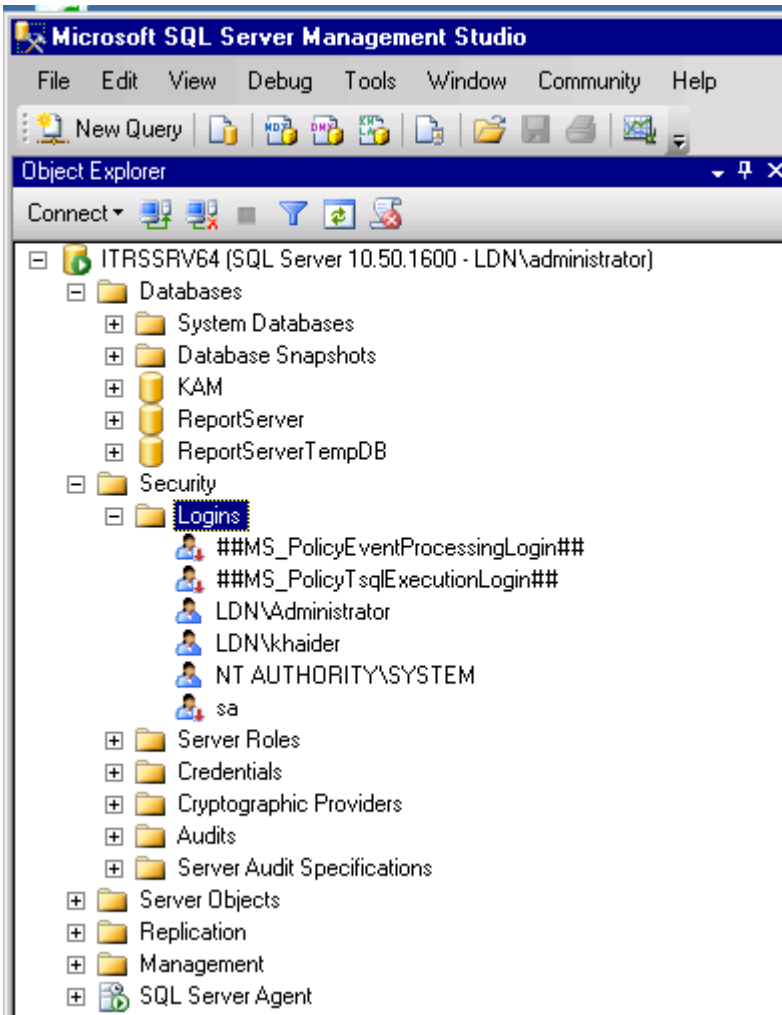 Microsoft SQL Server Management Studio
File Edit View Debug Tools Window Community Help
New Query
Object Explorer
Connect
ITRSSRV64 (SQL Server 10.50.1600 - LDN\administrator)
Databases
System Databases
Database Snapshots
KAM
ReportServer
ReportServerTempDB
Security
Logins
##MS_PolicyEventProcessingLogin##
##MS_PolicyTsqlExecutionLogin##
LDN\Administrator
LDN\khaider
NT AUTHORITY\SYSTEM
sa
Server Roles
Credentials
Cryptographic Providers
Audits
Server Audit Specifications
Server Objects
Replication
Management
SQL Server Agent